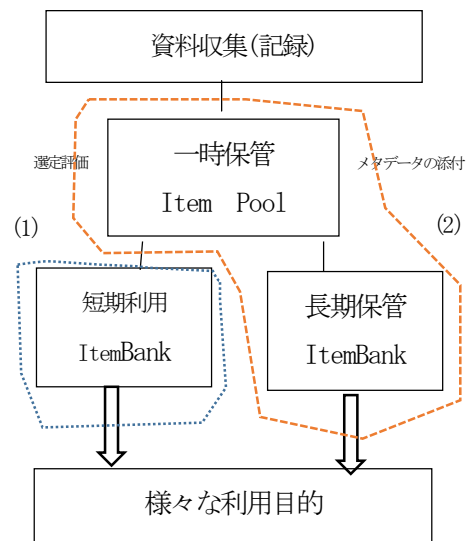 資料収集(記録)
一時保管
Item Pool
選定評価
メタデータの添付
(1)
(2)
短期利用
ItemBank
長期保管
ItemBank
様々な利用目的